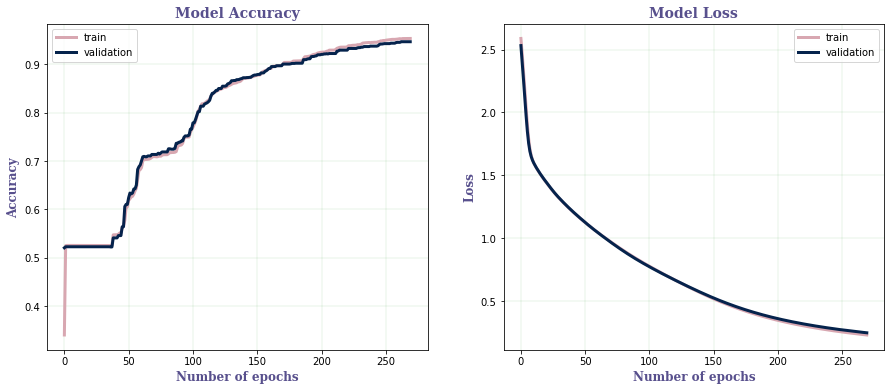 Model Accuracy
train
validation
0.9
0.8
0.7
0.6
0.5
0.4
Accuracy
0 50 100 150 200 250
Number of epochs
Model Loss
train
validation
2.5
2.0
1.5
1.0
0.5
Loss
0 50 100 150 200 250
Number of epochs